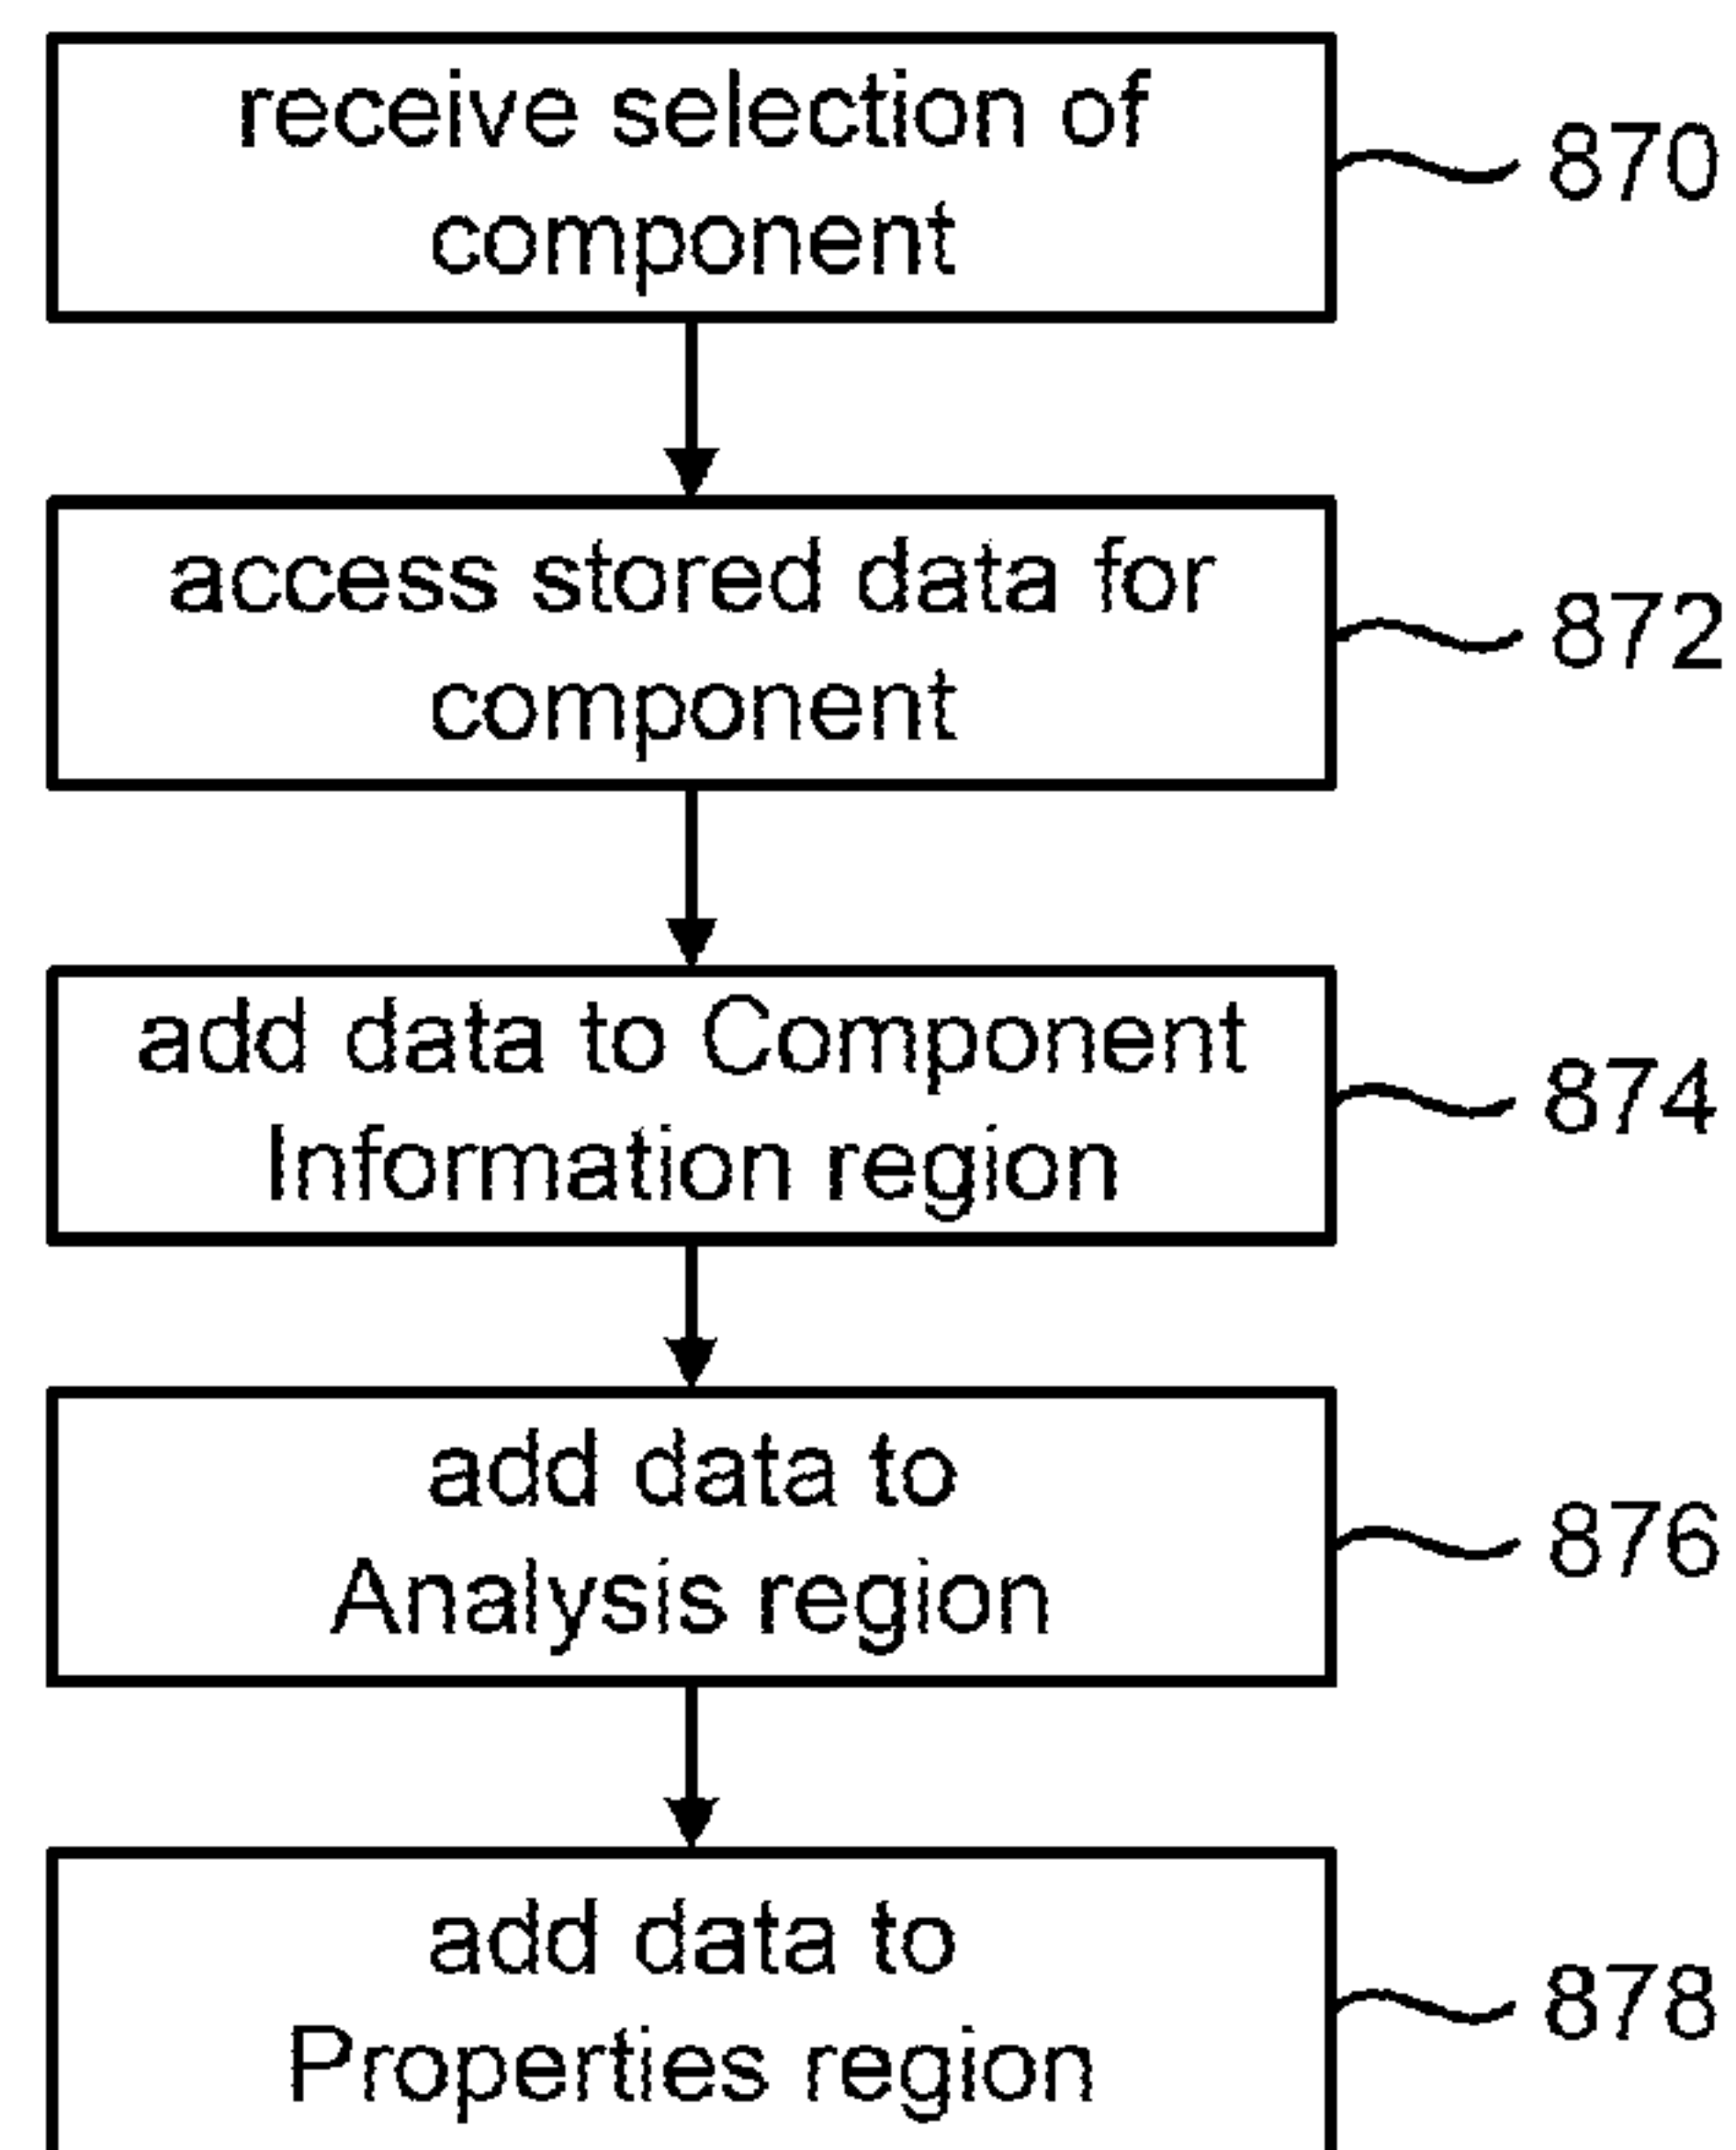 receive selection of
component
870
access stored data for
component
872
add data to Component
Information region
874
add data to
Analysis region
876
add data to
Properties region
878